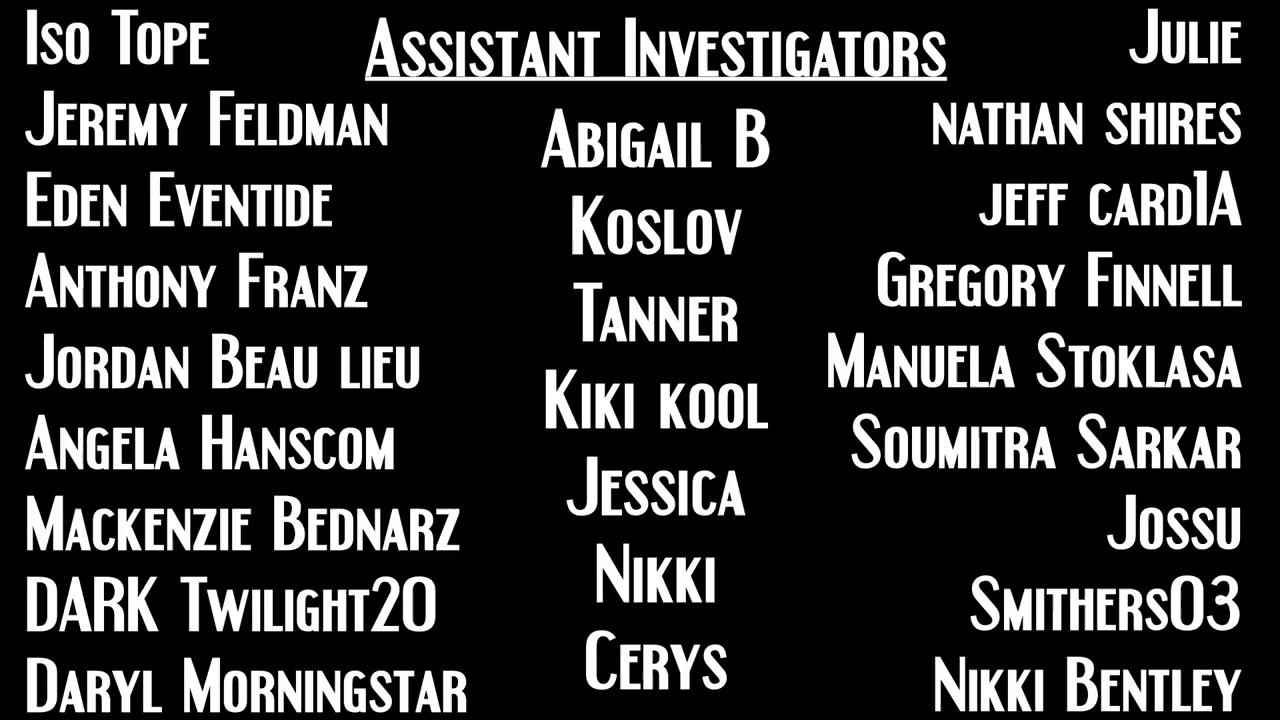 Assistant Investigators
Iso Tope
Jeremy Feldman
Eden Eventide
Anthony Franz
Jordan Beau lieu
Angela Hanscom
Mackenzie Bednarz
DARK Twilight20
Daryl Morningstar
Abigail B
Koslov
Tanner
Kiki kool
Jessica
Nikki
Cerys
Julie
nathan shires
jeff card1A
Gregory Finnell
Manuela Stoklasa
Soumitra Sarkar
Jossu
Smithers03
Nikki Bentley